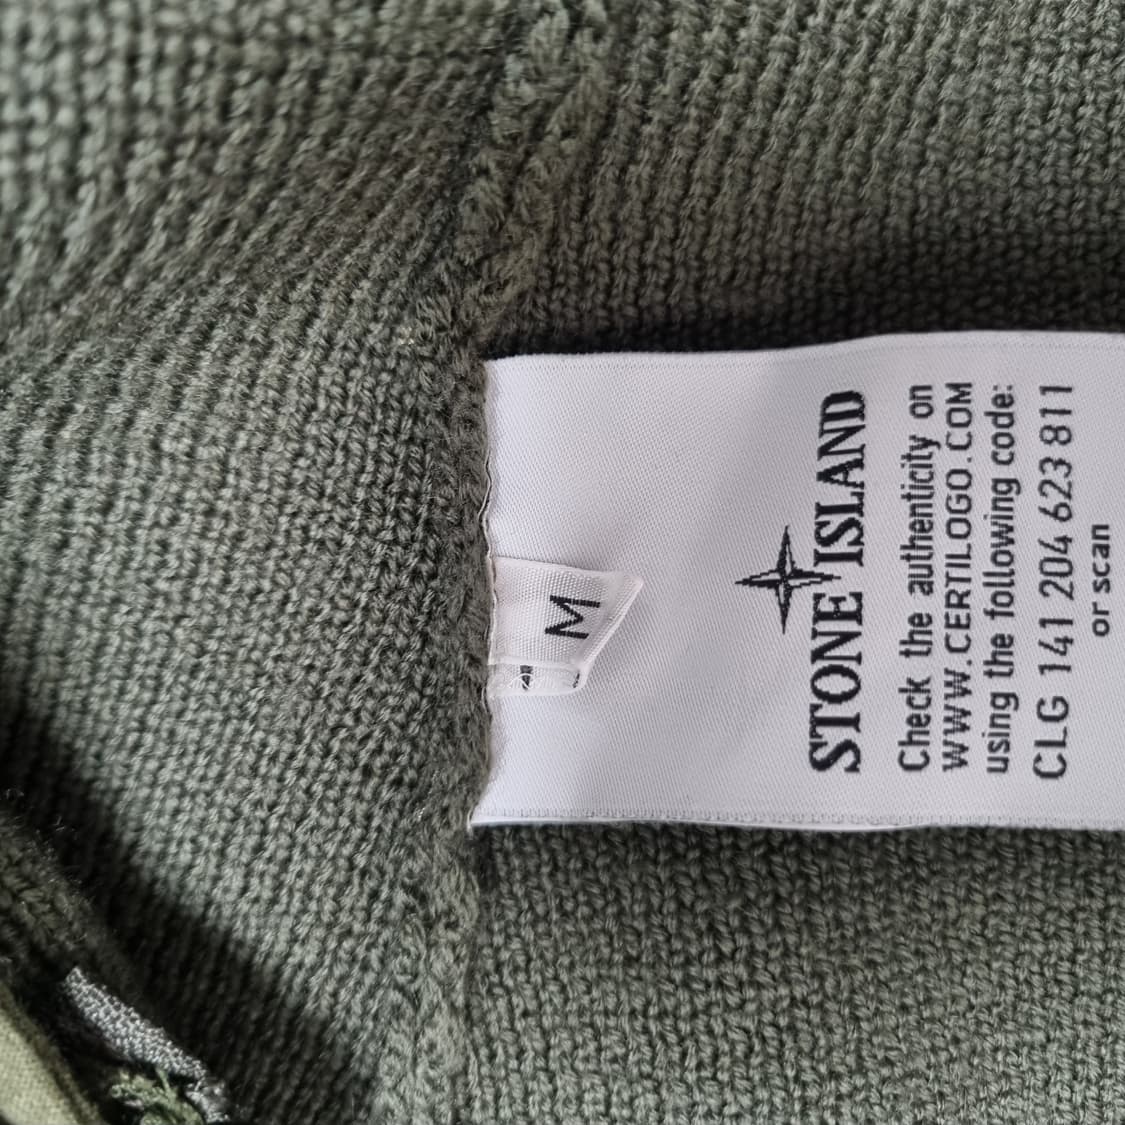 STONE ISLAND
Check the authenticity on
WWW.CERTILOGO.COM
using the following code:
CLG 141 204 623 811
or scan
M